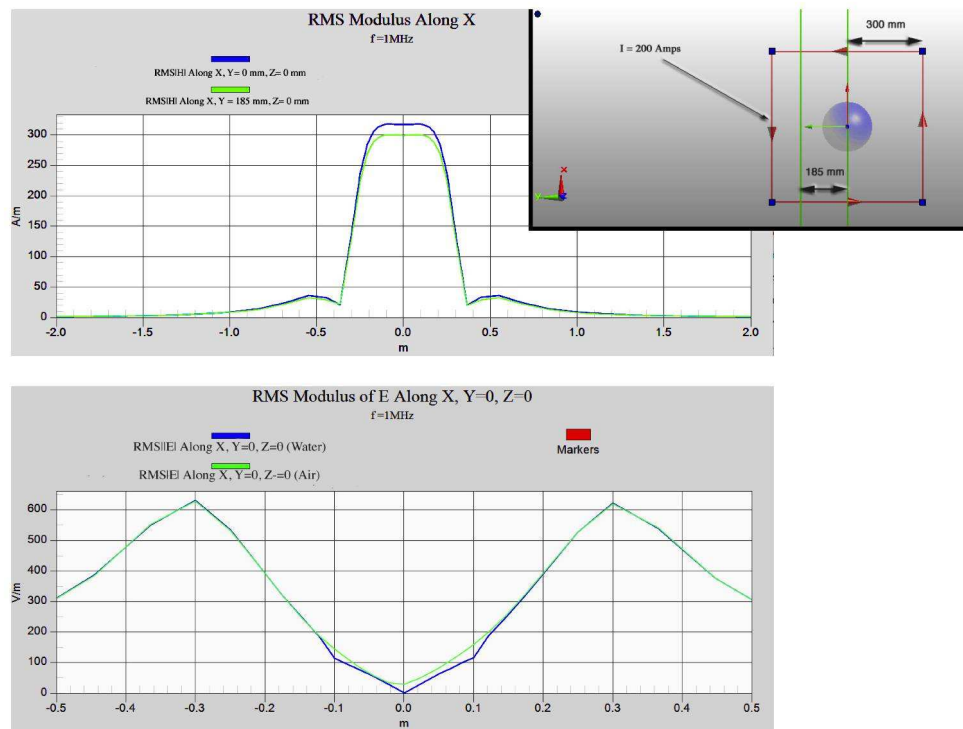 RMS Modulus Along X
f=1MHz
RMS|H| Along X, Y= 0 mm, Z= 0 mm
RMS|H| Along X, Y = 185 mm, Z= 0 mm
300
250
200
150
100
50
0
A/m
-2.0 -1.5 -1.0 -0.5 0.0 0.5 1.0 1.5 2.0
m
300 mm
I = 200 Amps
185 mm
X
Y
Z
RMS Modulus of E Along X, Y=0, Z=0
f=1MHz
RMS||E| Along X, Y=0, Z=0 (Water)
RMS|E| Along X, Y=0, Z-=0 (Air)
Markers
600
500
400
300
200
100
0
V/m
-0.5 -0.4 -0.3 -0.2 -0.1 -0.0 0.1 0.2 0.3 0.4 0.5
m